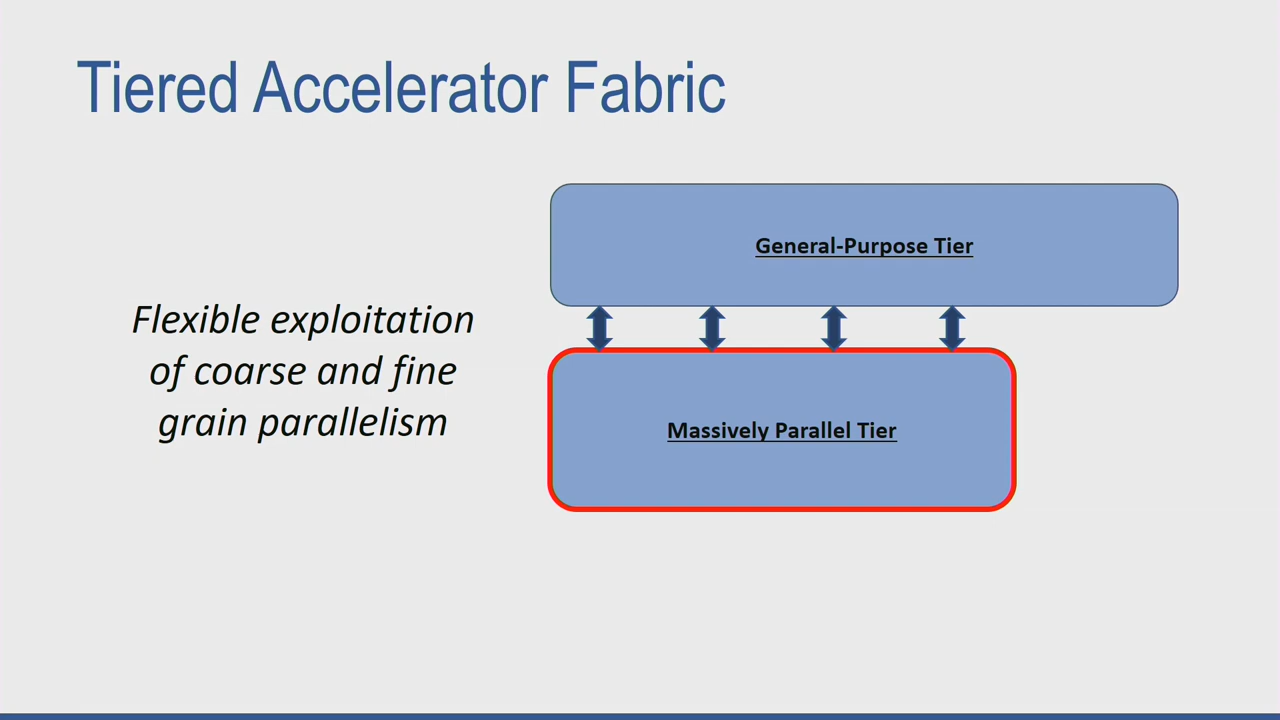 Tiered Accelerator Fabric
General-Purpose Tier
Flexible exploitation
of coarse and fine
grain parallelism
Massively Parallel Tier